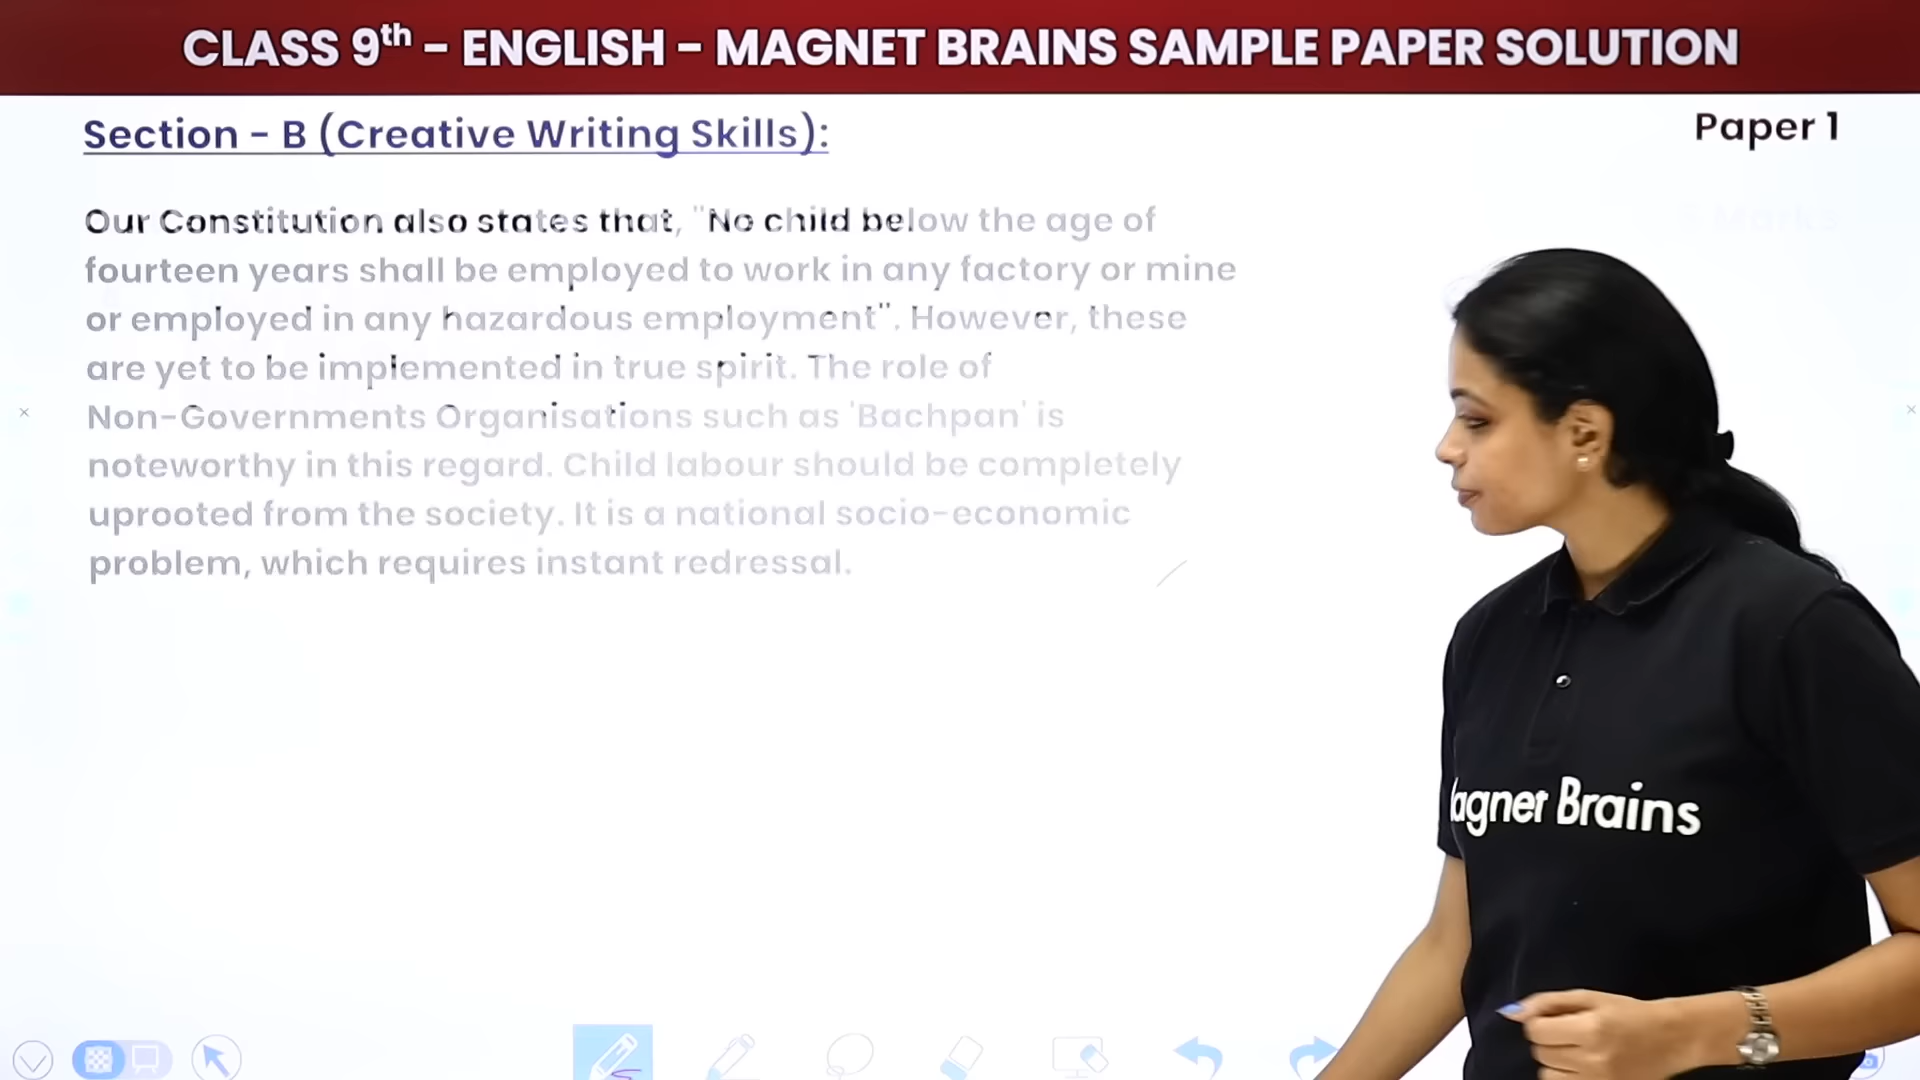 CLASS 9th – ENGLISH – MAGNET BRAINS SAMPLE PAPER SOLUTION
Section - B (Creative Writing Skills):
Paper 1
Our Constitution also states that, "No child below the age of
fourteen years shall be employed to work in any factory or mine
or employed in any hazardous employment". However, these
are yet to be implemented in true spirit. The role of
Non-Governments Organisations such as 'Bachpan' is
noteworthy in this regard. Child labour should be completely
uprooted from the society. It is a national socio-economic
problem, which requires instant redressal.
agnet Brains